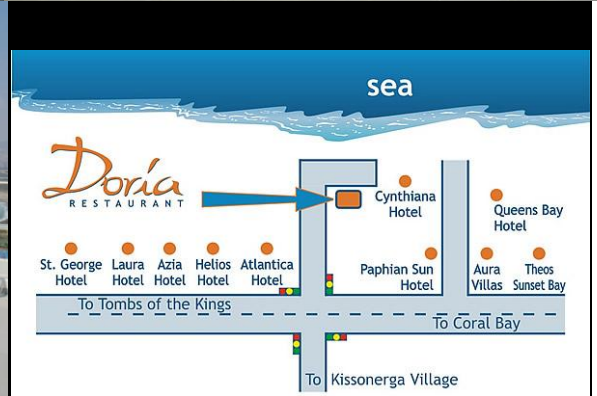 sea
Doria
RESTAURANT
Cynthiana
Hotel
Queens Bay
Hotel
St. George
Hotel
Laura
Hotel
Azia
Hotel
Helios
Hotel
Atlantica
Hotel
Paphian Sun
Hotel
Aura
Villas
Theos
Sunset Bay
To Tombs of the Kings
To Coral Bay
To Kissonerga Village